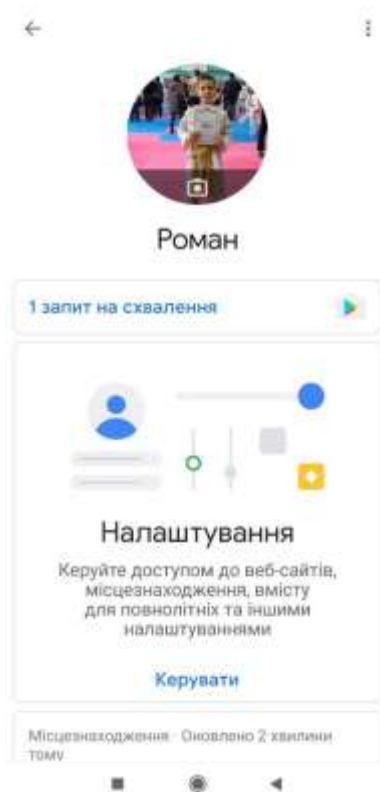 Роман
1 запит на схвалення
Налаштування
Керуйте доступом до веб-сайтів,
місцезнаходження, вмісту
для повнолітніх та іншими
налаштуваннями
Керувати
Місцезнаходження · Оновлено 2 хвилини
тому